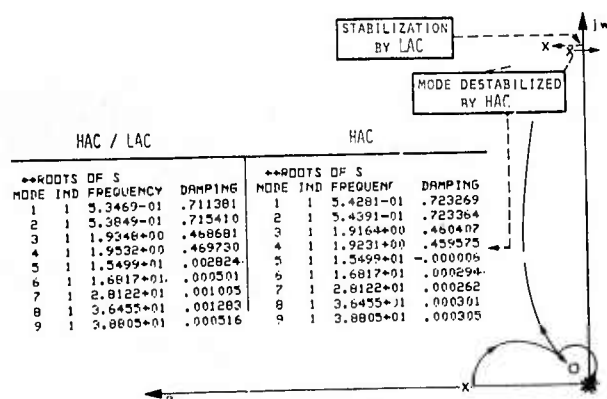 STABILIZATION
BY LAC
jw
X
X
MODE DESTABILIZED
BY HAC
HAC / LAC
HAC
++ROOTS OF S
MODE IND FREQUENCY DAMPING
1 1 5.3469-01 .711381
2 1 5.3849-01 .715410
3 1 1.9348+00 .468681
4 1 1.9532+00 .469730
5 1 1.5499+01 .002824
6 1 1.6817+01 .000501
7 1 2.8122+01 .001005
8 1 3.6455+01 .001283
9 1 3.8805+01 .000516
++ROOTS OF S
MODE IND FREQUENC DAMPING
1 1 5.4281-01 .723269
2 1 5.4391-01 .723364
3 1 1.9164+00 .460407
4 1 1.9231+00 .459575
5 1 1.5499+01 -.000006
6 1 1.6817+01 .000294
7 1 2.8122+01 .000262
8 1 3.6455+01 .000301
9 1 3.8805+01 .000305
X